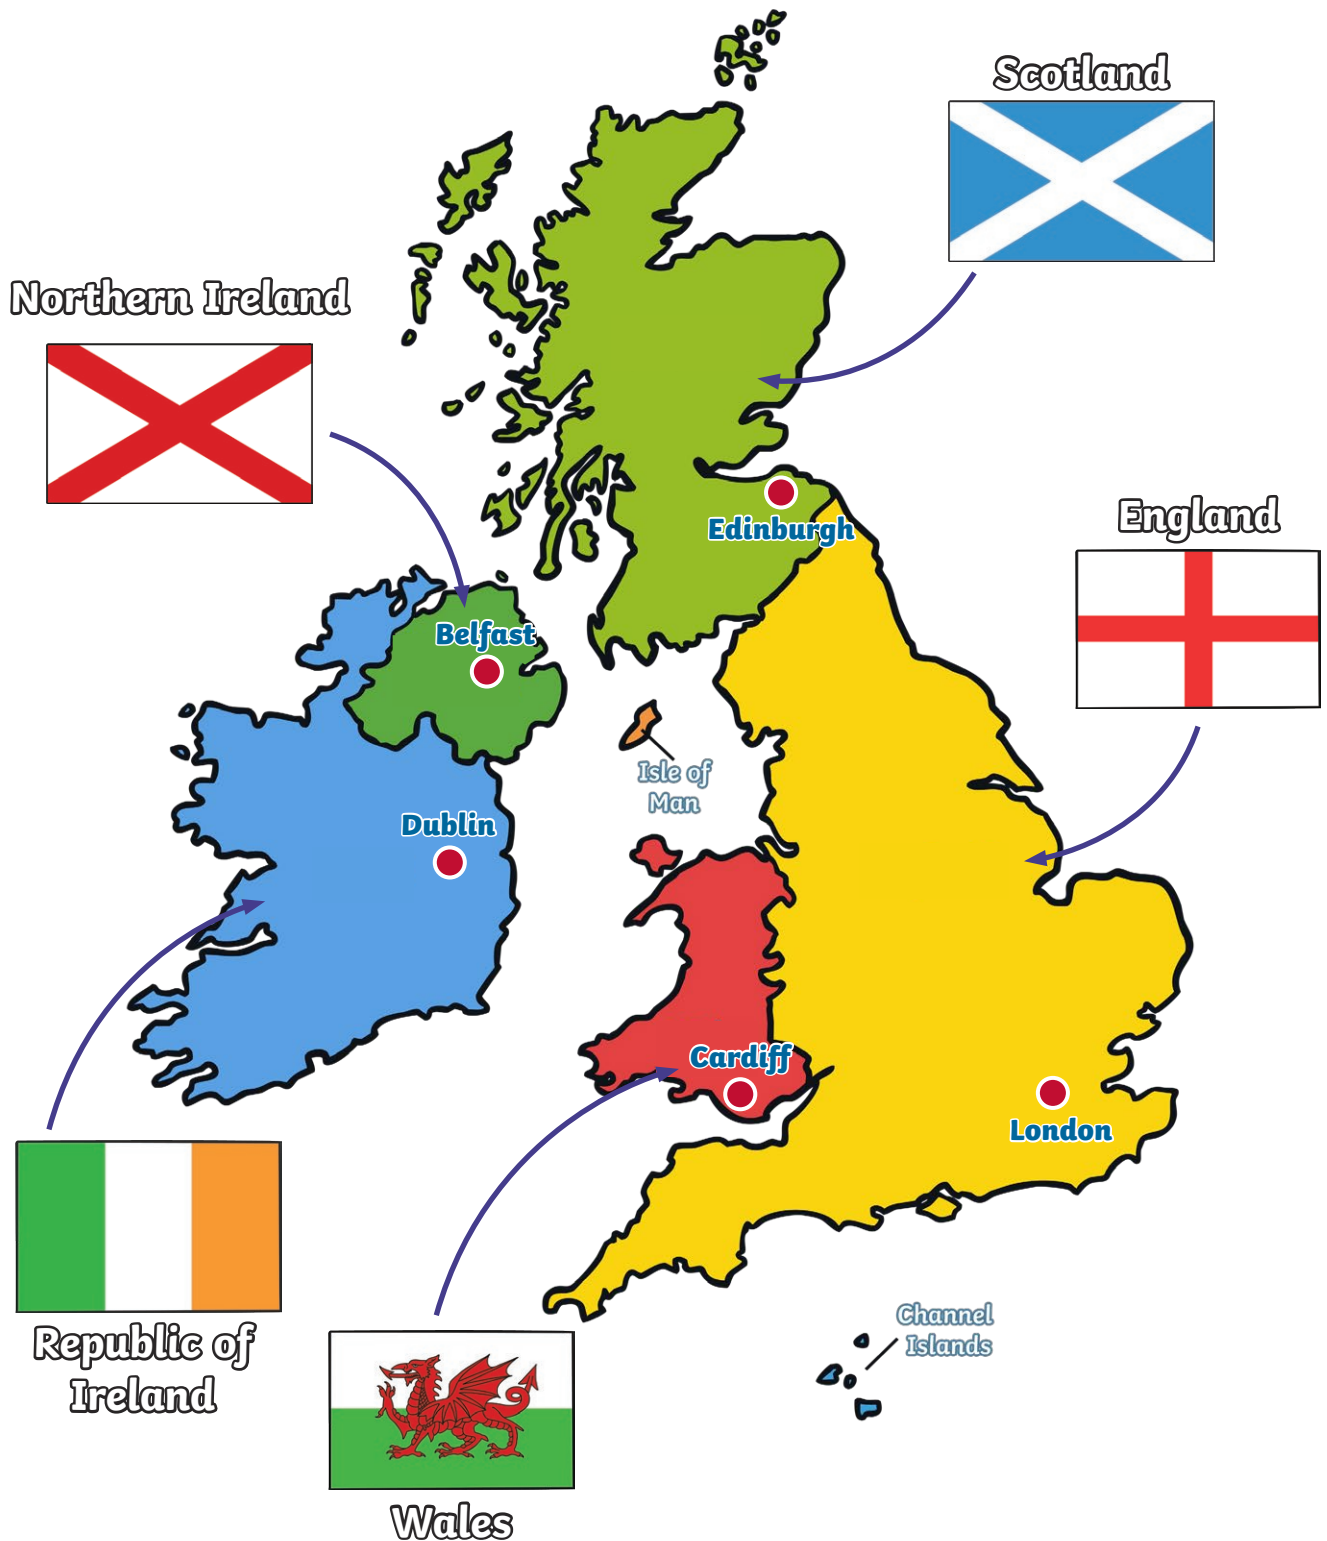 Scotland
Northern Ireland
England
Edinburgh
Belfast
Isle of
Man
Dublin
Cardiff
London
Channel
Islands
Republic of
Ireland
Wales